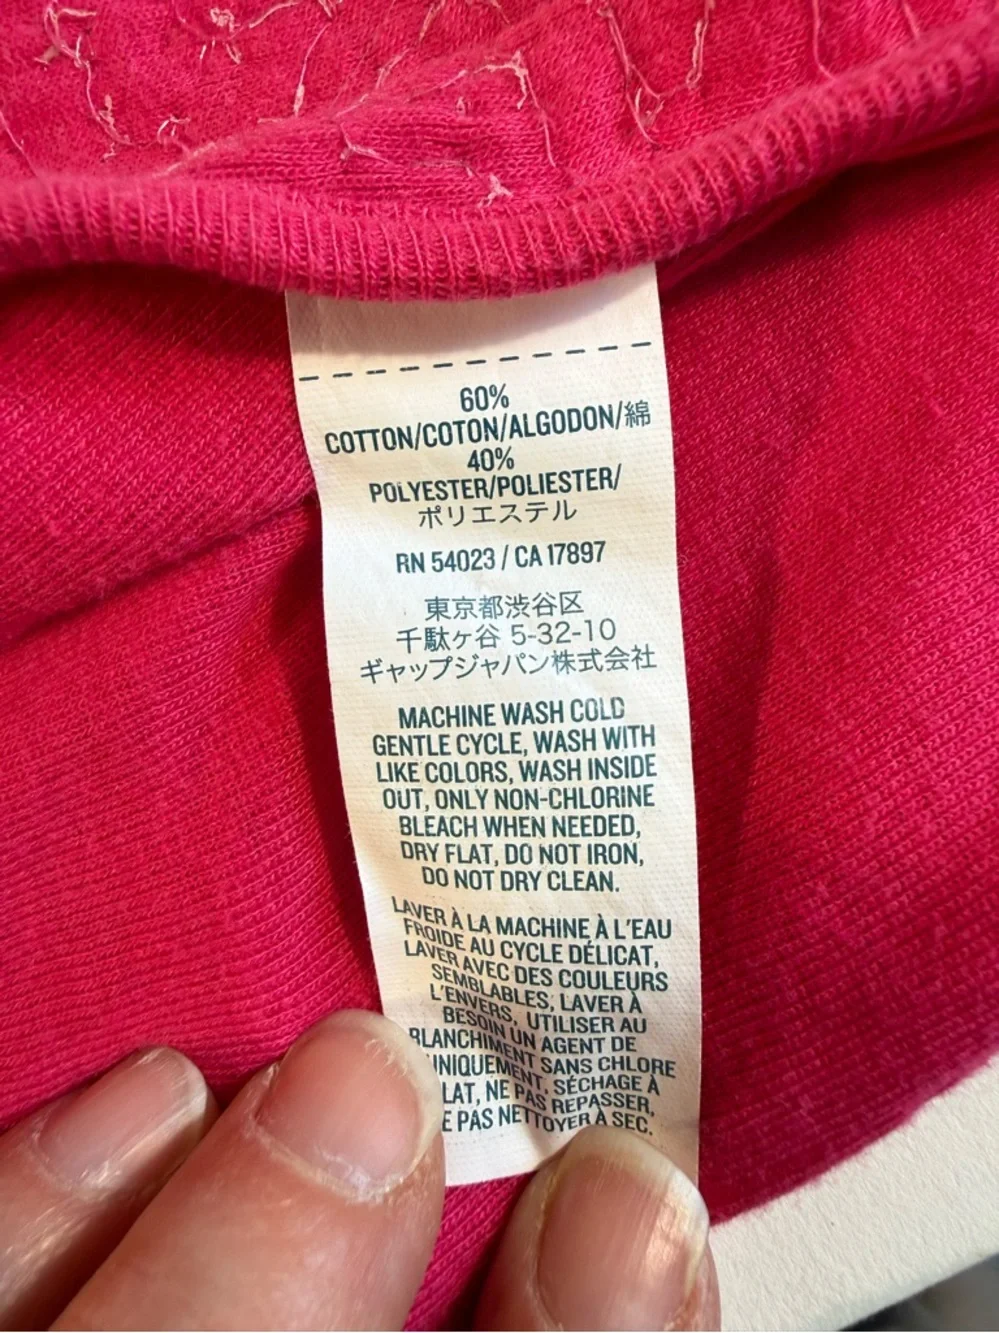 60%
COTTON/COTON/ALGODON/綿
40%
POLYESTER/POLIESTER/
ポリエステル
RN 54023 / CA 17897
東京都渋谷区
千駄ヶ谷 5-32-10
ギャップジャパン株式会社
MACHINE WASH COLD
GENTLE CYCLE, WASH WITH
LIKE COLORS, WASH INSIDE
OUT, ONLY NON-CHLORINE
BLEACH WHEN NEEDED,
DRY FLAT, DO NOT IRON,
DO NOT DRY CLEAN.
LAVER À LA MACHINE À L'EAU
FROIDE AU CYCLE DÉLICAT,
LAVER AVEC DES COULEURS
SEMBLABLES, LAVER À
L'ENVERS, UTILISER AU
BESOIN UN AGENT DE
BLANCHIMENT SANS CHLORE
UNIQUEMENT, SÉCHAGE À
LAT, NE PAS REPASSER,
E PAS NETTOYER À SEC.